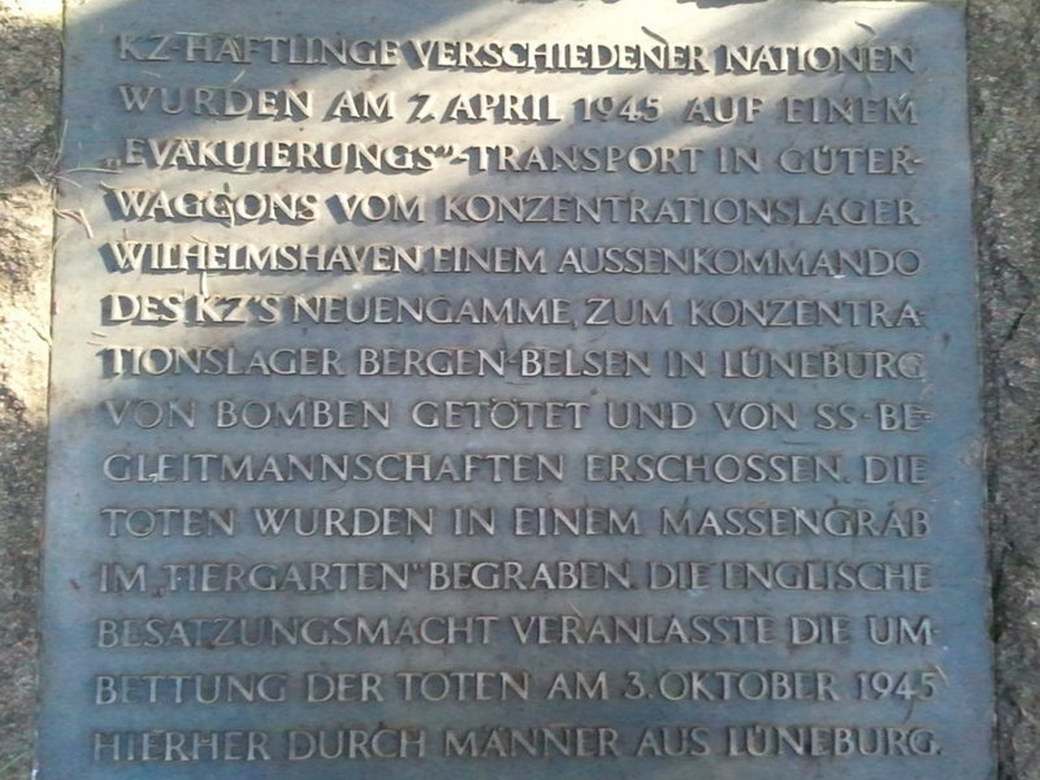 KZ-HÄFTLINGE VERSCHIEDENER NATIONEN
WURDEN AM 7. APRIL 1945 AUF EINEM
„EVAKUIERUNGS"-TRANSPORT IN GÜTER-
WAGGONS VOM KONZENTRATIONSLAGER
WILHELMSHAVEN, EINEM AUSSENKOMMANDO
DES KZ'S NEUENGAMME, ZUM KONZENTRA-
TIONSLAGER BERGEN-BELSEN IN LÜNEBURG
VON BOMBEN GETÖTET UND VON SS-BE-
GLEITMANNSCHAFTEN ERSCHOSSEN. DIE
TOTEN WURDEN IN EINEM MASSENGRAB
IM „TIERGARTEN" BEGRABEN. DIE ENGLISCHE
BESATZUNGSMACHT VERANLASSTE DIE UM-
BETTUNG DER TOTEN AM 3. OKTOBER 1945
HIERHER DURCH MÄNNER AUS LÜNEBURG.